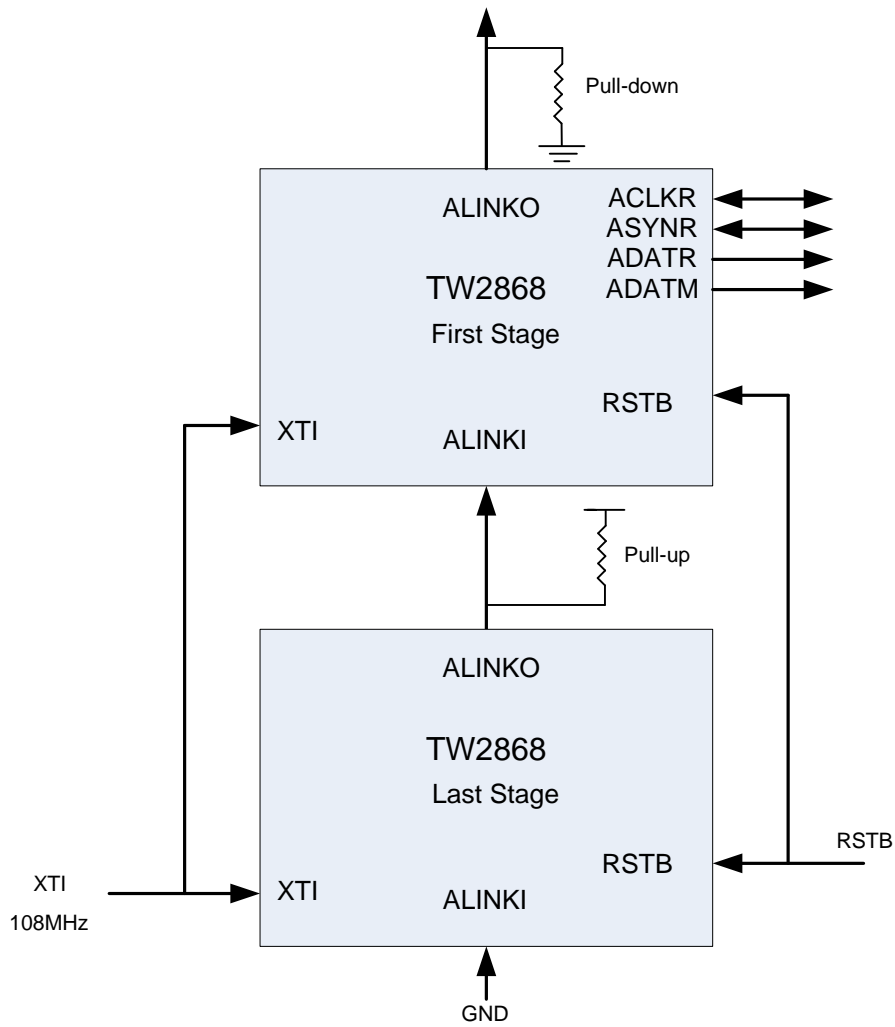 Pull-down
ALINKO
ACLKR
ASYNR
ADATR
ADATM
TW2868
First Stage
RSTB
XTI
ALINKI
Pull-up
ALINKO
TW2868
Last Stage
RSTB
RSTB
XTI
108MHz
XTI
ALINKI
GND